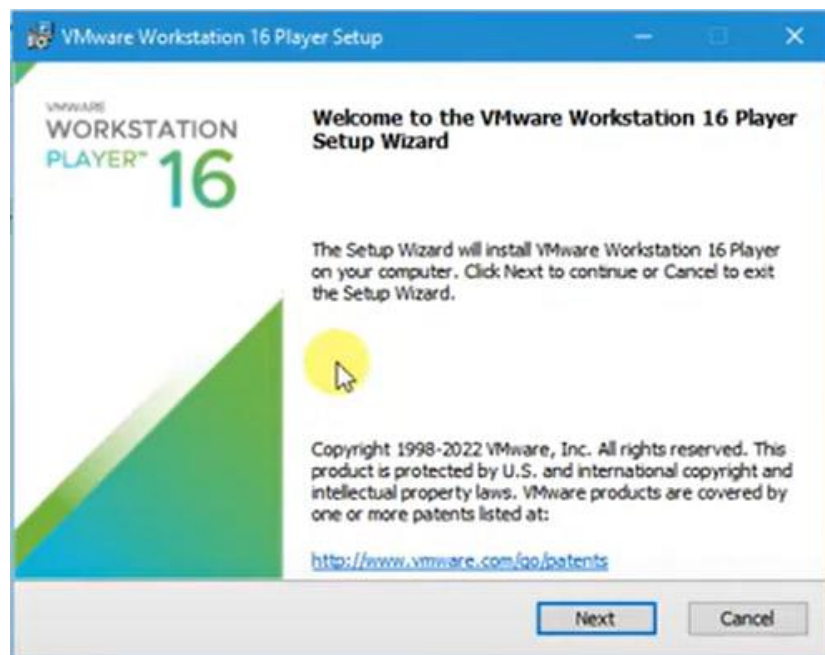 VMware Workstation 16 Player Setup
VMWARE
WORKSTATION
PLAYER™ 16
Welcome to the VMware Workstation 16 Player
Setup Wizard
The Setup Wizard will install VMware Workstation 16 Player
on your computer. Click Next to continue or Cancel to exit
the Setup Wizard.
Copyright 1998-2022 VMware, Inc. All rights reserved. This
product is protected by U.S. and international copyright and
intellectual property laws. VMware products are covered by
one or more patents listed at:
http://www.vmware.com/go/patents
Next
Cancel